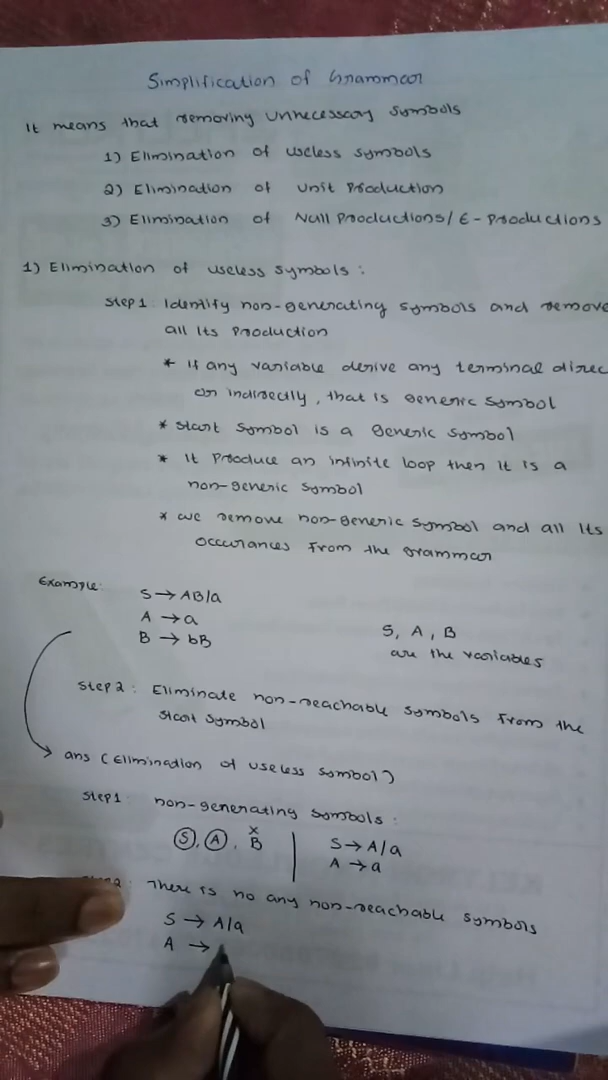 Simplification of Grammar
It means that removing unnecessary symbols
1) Elimination of useless symbols
2) Elimination of unit Production
3) Elimination of Null Productions / ε - Productions
1) Elimination of useless symbols :
Step 1 : Identify non-generating symbols and remove
all Its Production
* If any variable derive any terminal direc
or indirectly, that is generic symbol
* start symbol is a generic symbol
* It produce an infinite loop then it is a
non-generic symbol
* we remove non-generic symbol and all Its
occurances from the grammar
Example:
S → AB/a
A → a
B → bB
S, A, B
are the variables
Step 2 : Eliminate non-reachable symbols from the
start symbol
ans (Elimination of useless symbol)
Step 1 non-generating symbols :
S, A, B
x
S → A/a
A → a
: There is no any non-reachable symbols
S → A/a
A →